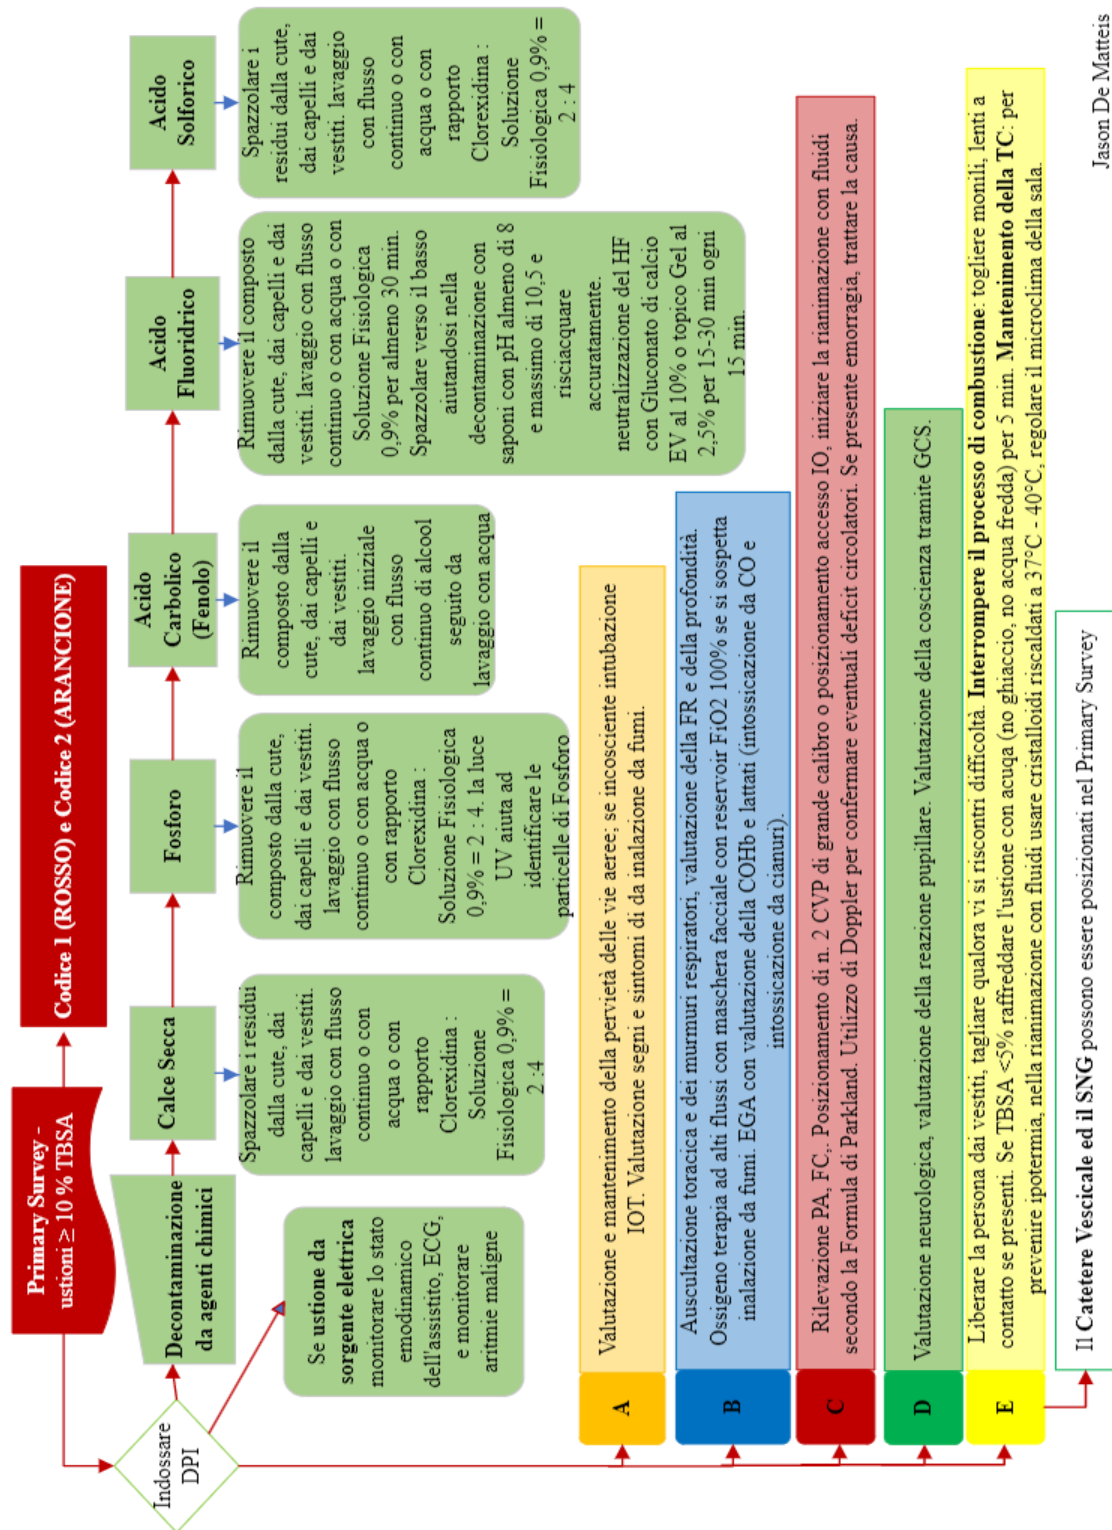 Primary Survey -
ustioni ≥ 10 % TBSA
Codice 1 (ROSSO) e Codice 2 (ARANCIONE)
Indossare
DPI
Decontaminazione
da agenti chimici
Calce Secca
Fosforo
Acido
Carbolico
(Fenolo)
Acido
Fluoridrico
Acido
Solforico
Se ustione da
sorgente elettrica
monitorare lo stato
emodinamico
dell'assistito, ECG,
e monitorare
aritmie maligne
Spazzolare i residui
dalla cute, dai
capelli e dai vestiti.
lavaggio con flusso
continuo o con
acqua o con
rapporto
Clorexidina :
Soluzione
Fisiologica 0,9% =
2 :4
Rimuovere il
composto dalla cute,
dai capelli e dai vestiti.
lavaggio con flusso
continuo o con acqua o
con rapporto
Clorexidina :
Soluzione Fisiologica
0,9% = 2 : 4. la luce
UV aiuta ad
identificare le
particelle di Fosforo
Rimuovere il
composto dalla
cute, dai capelli e
dai vestiti.
lavaggio iniziale
con flusso
continuo di alcool
seguito da
lavaggio con acqua
Rimuovere il composto
dalla cute, dai capelli e dai
vestiti. lavaggio con flusso
continuo o con acqua o con
Soluzione Fisiologica
0,9% per almeno 30 min.
Spazzolare verso il basso
aiutandosi nella
decontaminazione con
saponi con pH almeno di 8
e massimo di 10,5 e
risciacquare
accuratamente.
neutralizzazione del HF
con Gluconato di calcio
EV al 10% o topico Gel al
2,5% per 15-30 min ogni
15 min.
Spazzolare i
residui dalla cute,
dai capelli e dai
vestiti. lavaggio
con flusso
continuo o con
acqua o con
rapporto
Clorexidina :
Soluzione
Fisiologica 0,9% =
2 : 4
A
Valutazione e mantenimento della pervietà delle vie aeree; se incosciente intubazione
IOT. Valutazione segni e sintomi di da inalazione da fumi.
B
Auscultazione toracica e dei murmuri respiratori, valutazione della FR e della profondità.
Ossigeno terapia ad alti flussi con maschera facciale con reservoir FiO2 100% se si sospetta
inalazione da fumi. EGA con valutazione della COHb e lattati (intossicazione da CO e
intossicazione da cianuri).
C
Rilevazione PA, FC,. Posizionamento di n. 2 CVP di grande calibro o posizionamento accesso IO, iniziare la rianimazione con fluidi
secondo la Formula di Parkland. Utilizzo di Doppler per confermare eventuali deficit circolatori. Se presente emorragia, trattare la causa.
D
Valutazione neurologica, valutazione della reazione pupillare. Valutazione della coscienza tramite GCS.
E
Liberare la persona dai vestiti, tagliare qualora vi si riscontri difficoltà. Interrompere il processo di combustione: togliere monili, lenti a
contatto se presenti. Se TBSA <5% raffreddare l'ustione con acuqa (no ghiaccio, no acqua fredda) per 5 min. Mantenimento della TC: per
prevenire ipotermia, nella rianimazione con fluidi usare cristalloidi riscaldati a 37°C - 40°C, regolare il microclima della sala.
Il Catetere Vescicale ed il SNG possono essere posizionati nel Primary Survey
Jason De Matteis